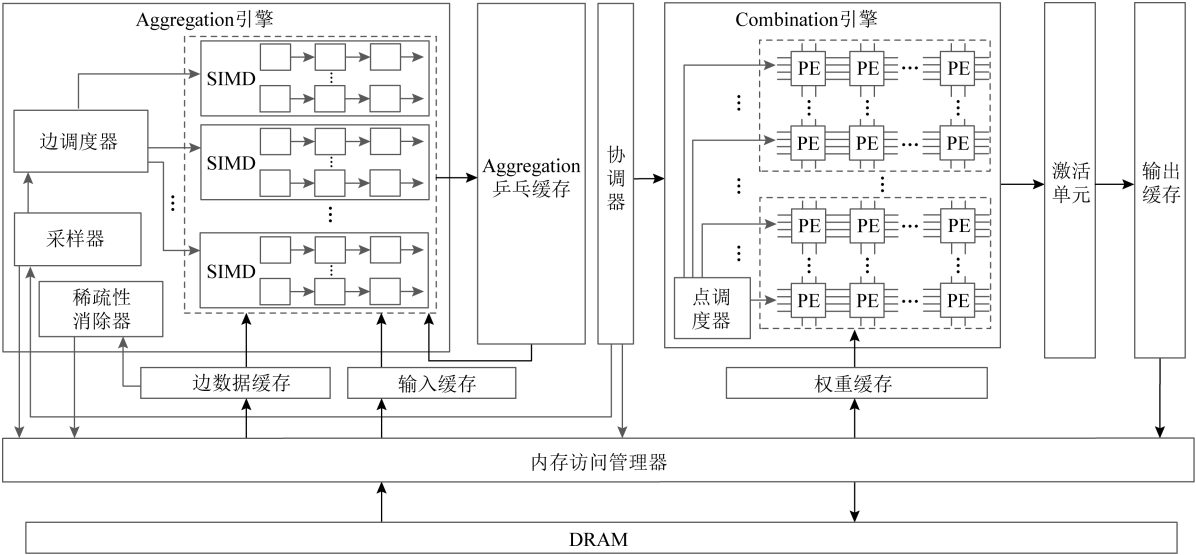 Aggregation引擎
SIMD
SIMD
SIMD
边调度器
采样器
稀疏性
消除器
边数据缓存
输入缓存
Aggregation
乒乓缓存
协
调
器
Combination引擎
PE PE PE
PE PE PE
PE PE PE
PE PE PE
点调
度器
权重缓存
激活
单元
输出
缓存
内存访问管理器
DRAM